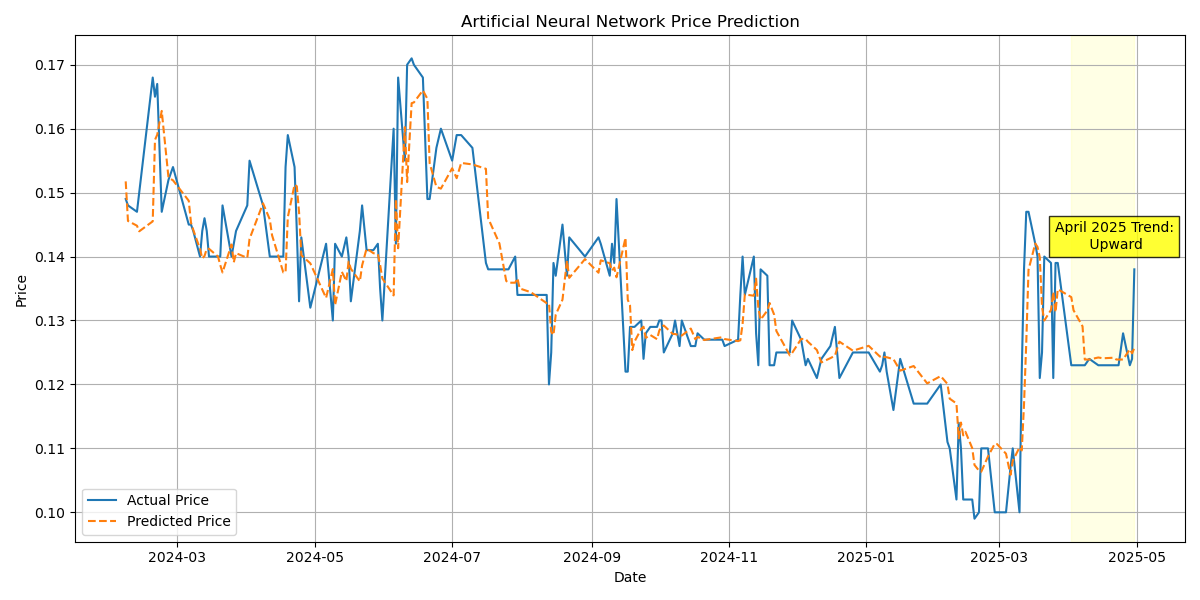 Artificial Neural Network Price Prediction
Price
0.17
0.16
0.15
0.14
0.13
0.12
0.11
0.10
April 2025 Trend:
Upward
Actual Price
Predicted Price
2024-03
2024-05
2024-07
2024-09
2024-11
2025-01
2025-03
2025-05
Date